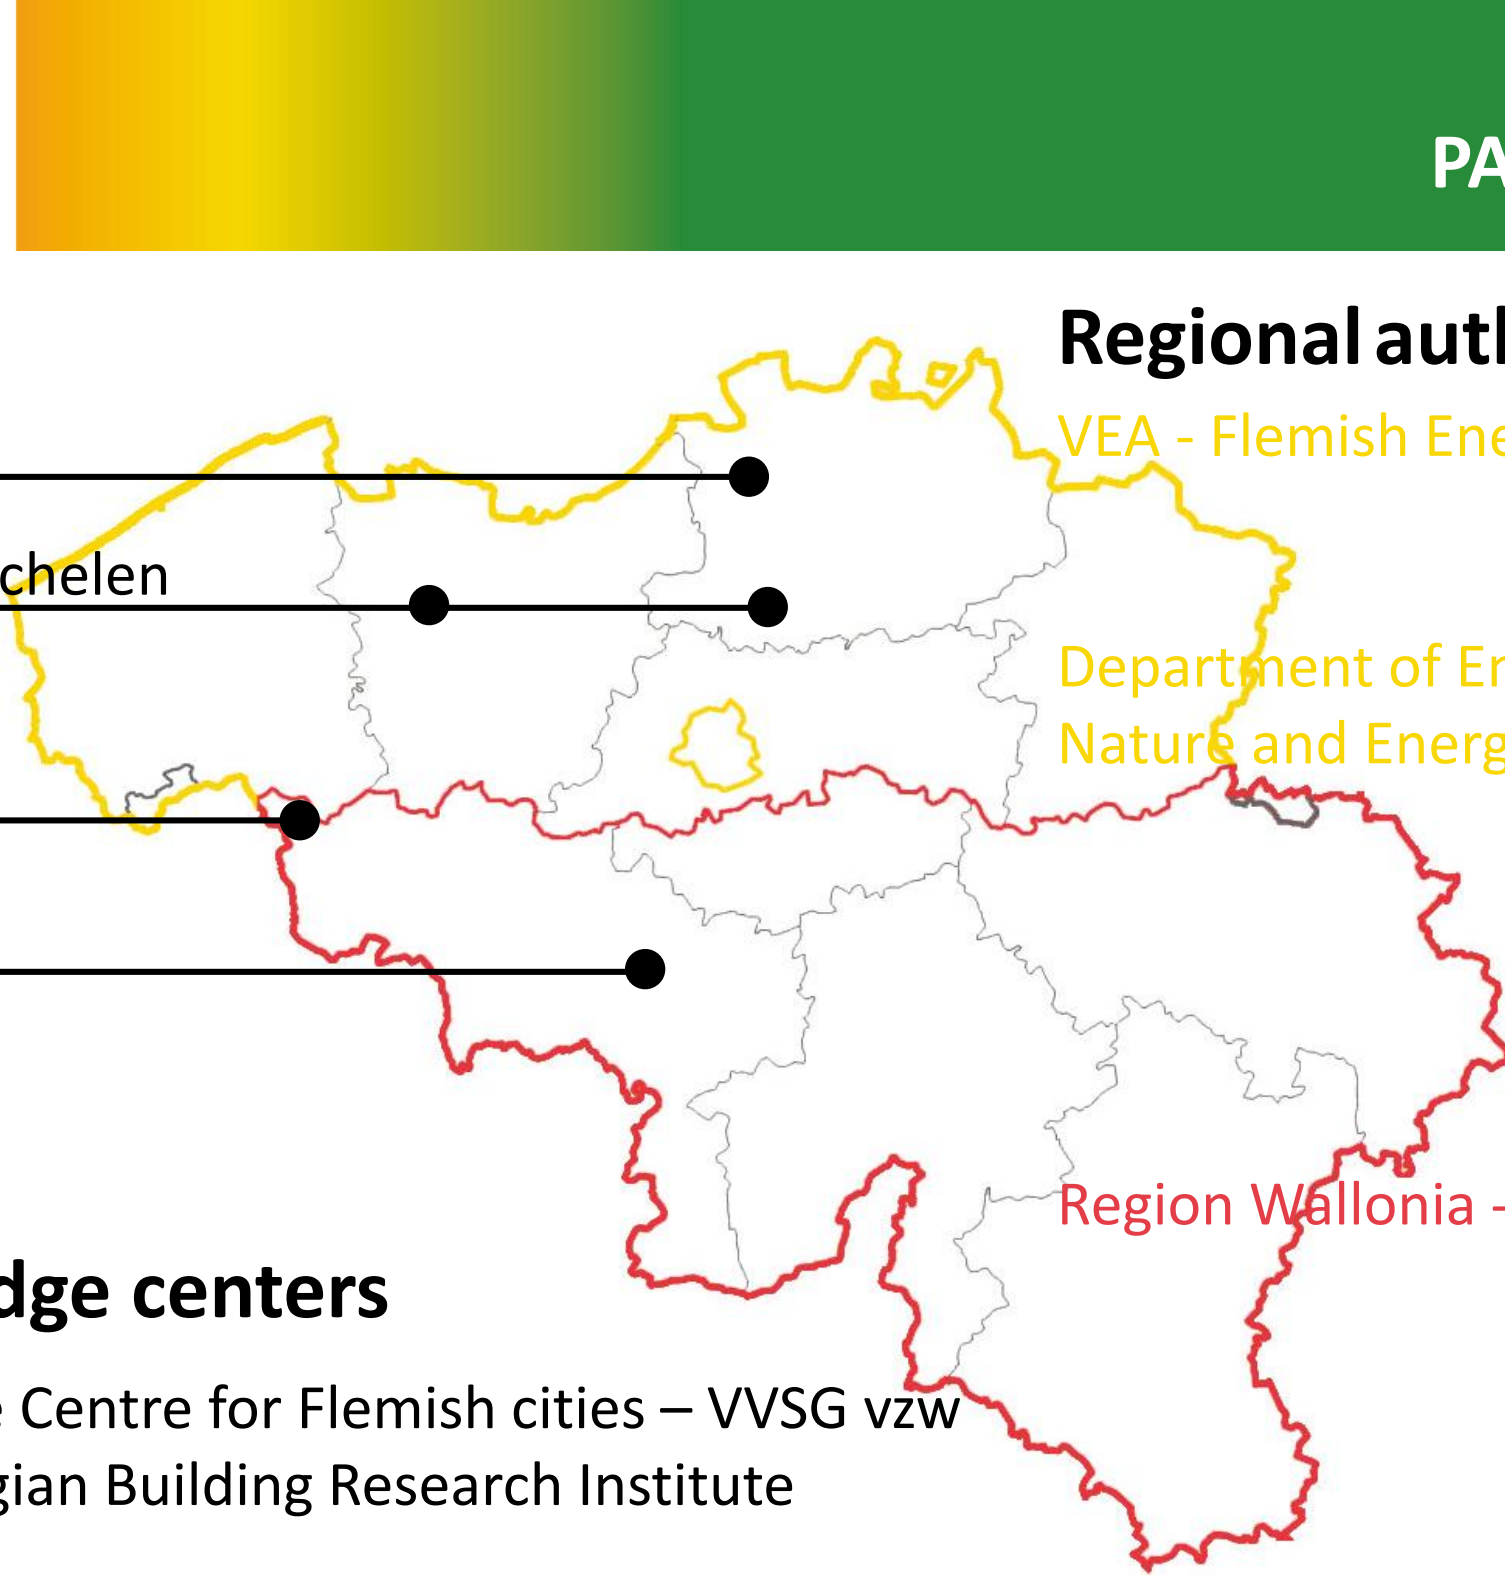 PA
Regional auth
VEA - Flemish Ene
chelen
Department of En
Nature and Energ
Region Wallonia -
dge centers
e Centre for Flemish cities – VVSG vzw
gian Building Research Institute